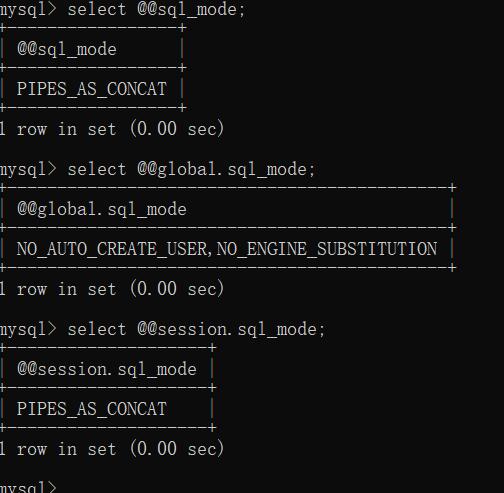 mysql> select @@sql_mode;
+-----------------+
| @@sql_mode      |
+-----------------+
| PIPES_AS_CONCAT |
+-----------------+
1 row in set (0.00 sec)
mysql> select @@global.sql_mode;
+--------------------------------------------+
| @@global.sql_mode                          |
+--------------------------------------------+
| NO_AUTO_CREATE_USER,NO_ENGINE_SUBSTITUTION |
+--------------------------------------------+
1 row in set (0.00 sec)
mysql> select @@session.sql_mode;
+--------------------+
| @@session.sql_mode |
+--------------------+
| PIPES_AS_CONCAT    |
+--------------------+
1 row in set (0.00 sec)
mysql>